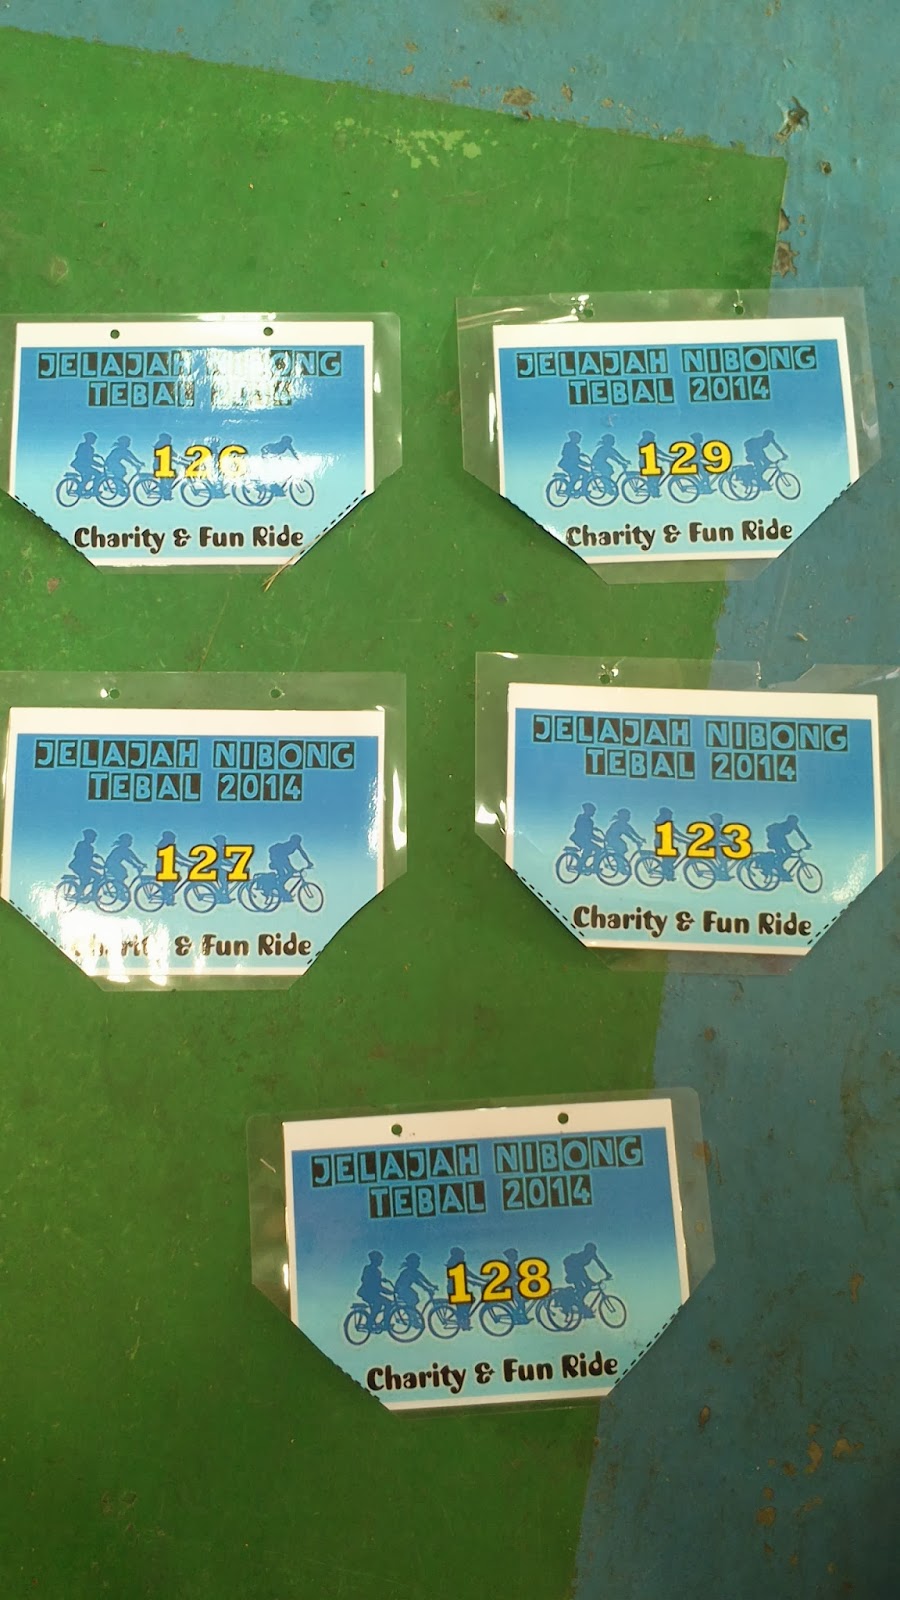 JELAJAH NIBONG
TEBAL 2014
126
Charity & Fun Ride
JELAJAH NIBONG
TEBAL 2014
129
Charity & Fun Ride
JELAJAH NIBONG
TEBAL 2014
127
Charity & Fun Ride
JELAJAH NIBONG
TEBAL 2014
123
Charity & Fun Ride
JELAJAH NIBONG
TEBAL 2014
128
Charity & Fun Ride